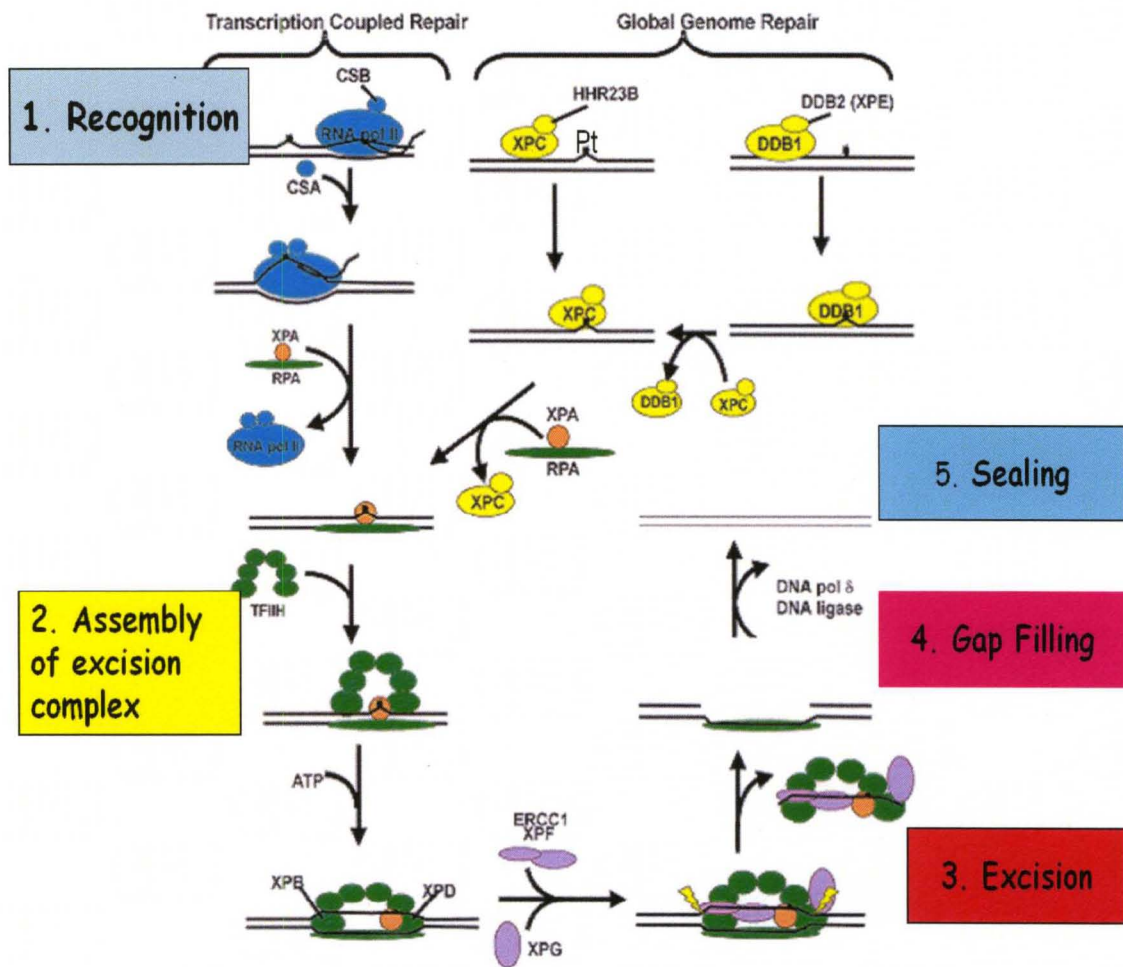 Transcription Coupled Repair
Global Genome Repair
1. Recognition
CSB
RNA pol II
CSA
HHR23B
XPC
Pt
DDB2 (XPE)
DDB1
XPC
DDB1
XPA
RPA
RNA pol II
DDB1
XPC
XPA
RPA
XPC
5. Sealing
TFIIH
DNA pol δ
DNA ligase
2. Assembly
of excision
complex
4. Gap Filling
ATP
ERCC1
XPF
3. Excision
XPB
XPD
XPG